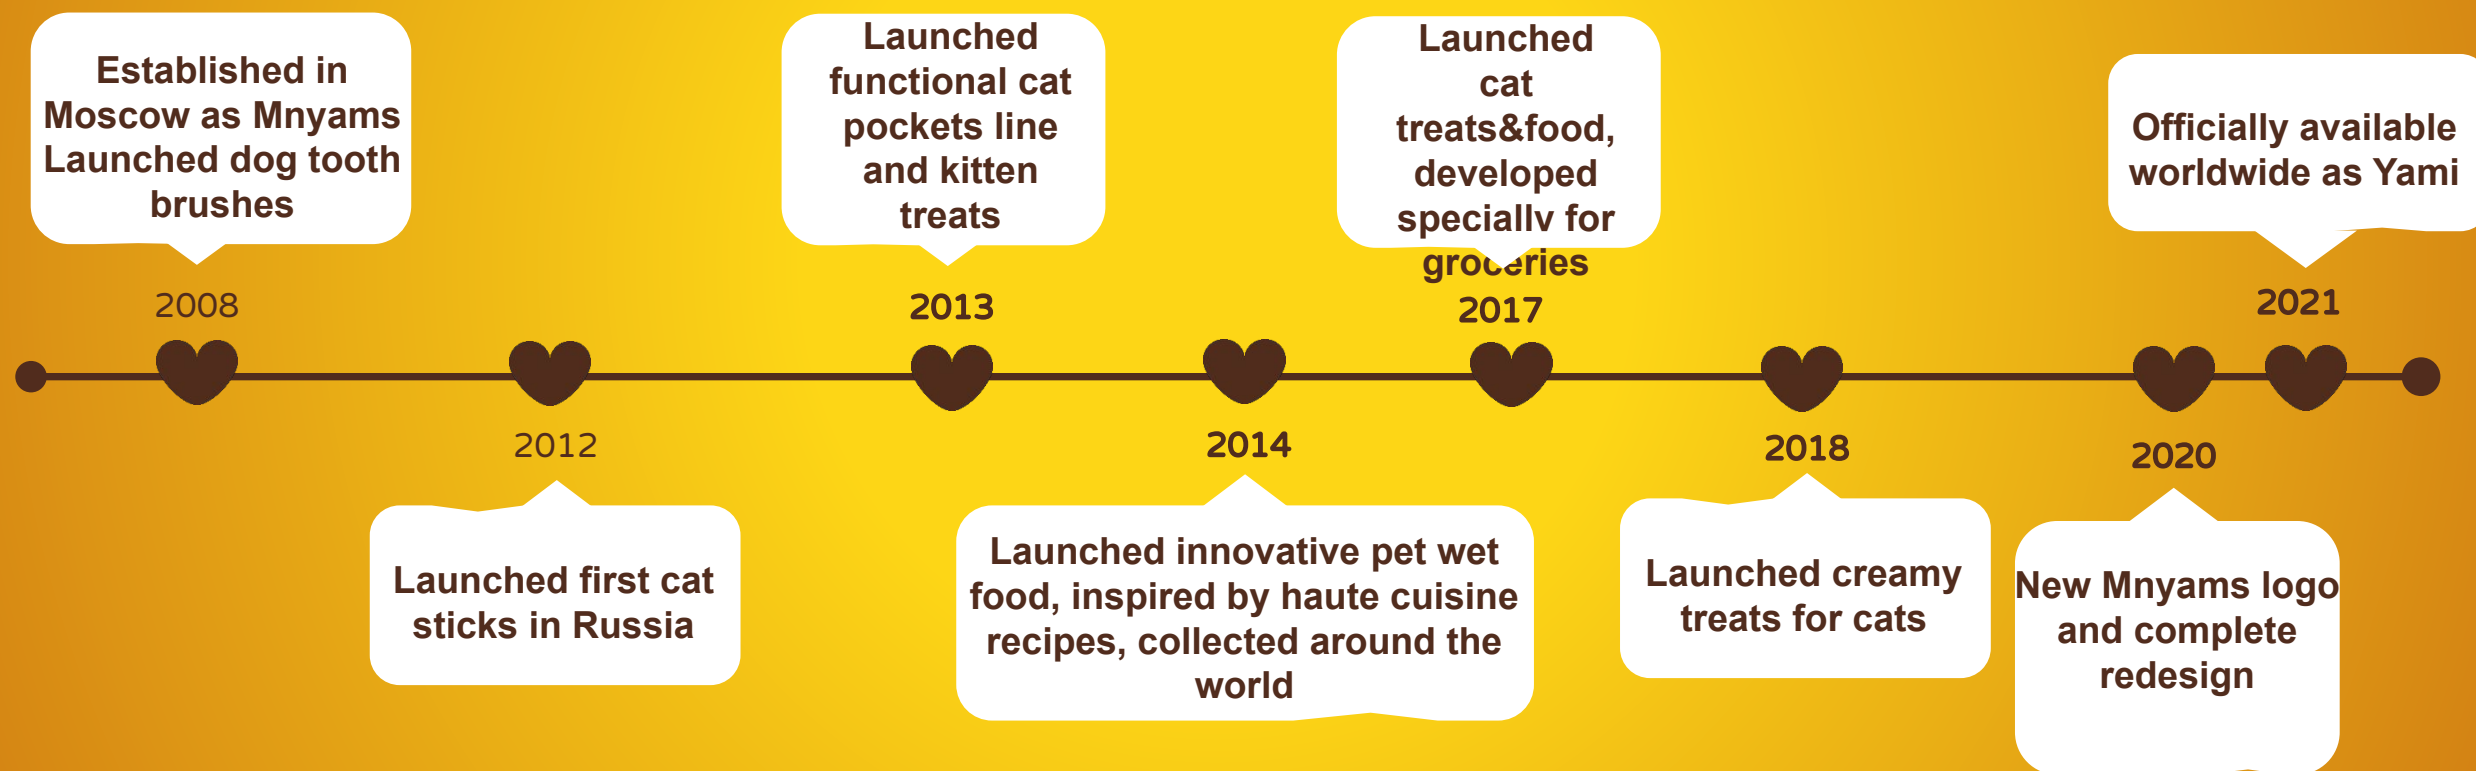 Established in
Moscow as Mnyams
Launched dog tooth
brushes
2008
2012
Launched first cat
sticks in Russia
Launched
functional cat
pockets line
and kitten
treats
2013
2014
Launched innovative pet wet
food, inspired by haute cuisine
recipes, collected around the
world
Launched
cat
treats&food,
developed
specially for
groceries
2017
2018
Launched creamy
treats for cats
2020
New Mnyams logo
and complete
redesign
Officially available
worldwide as Yami
2021